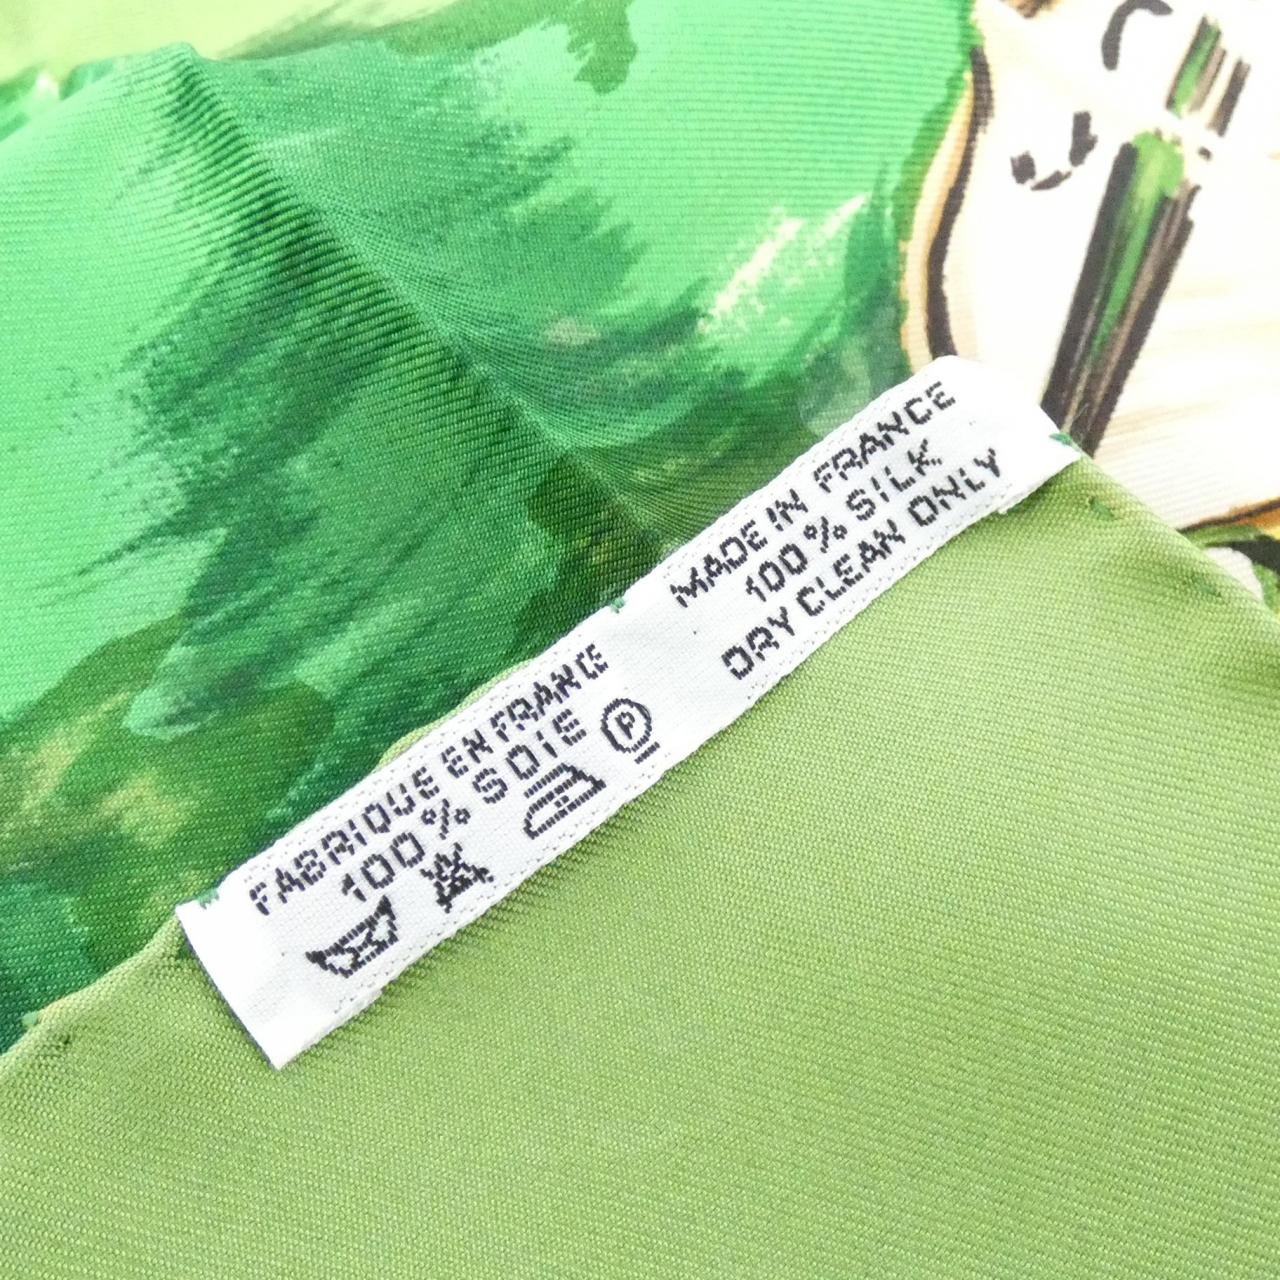 FABRIQUE EN FRANCE
100% SOIE
P
MADE IN FRANCE
100% SILK
DRY CLEAN ONLY